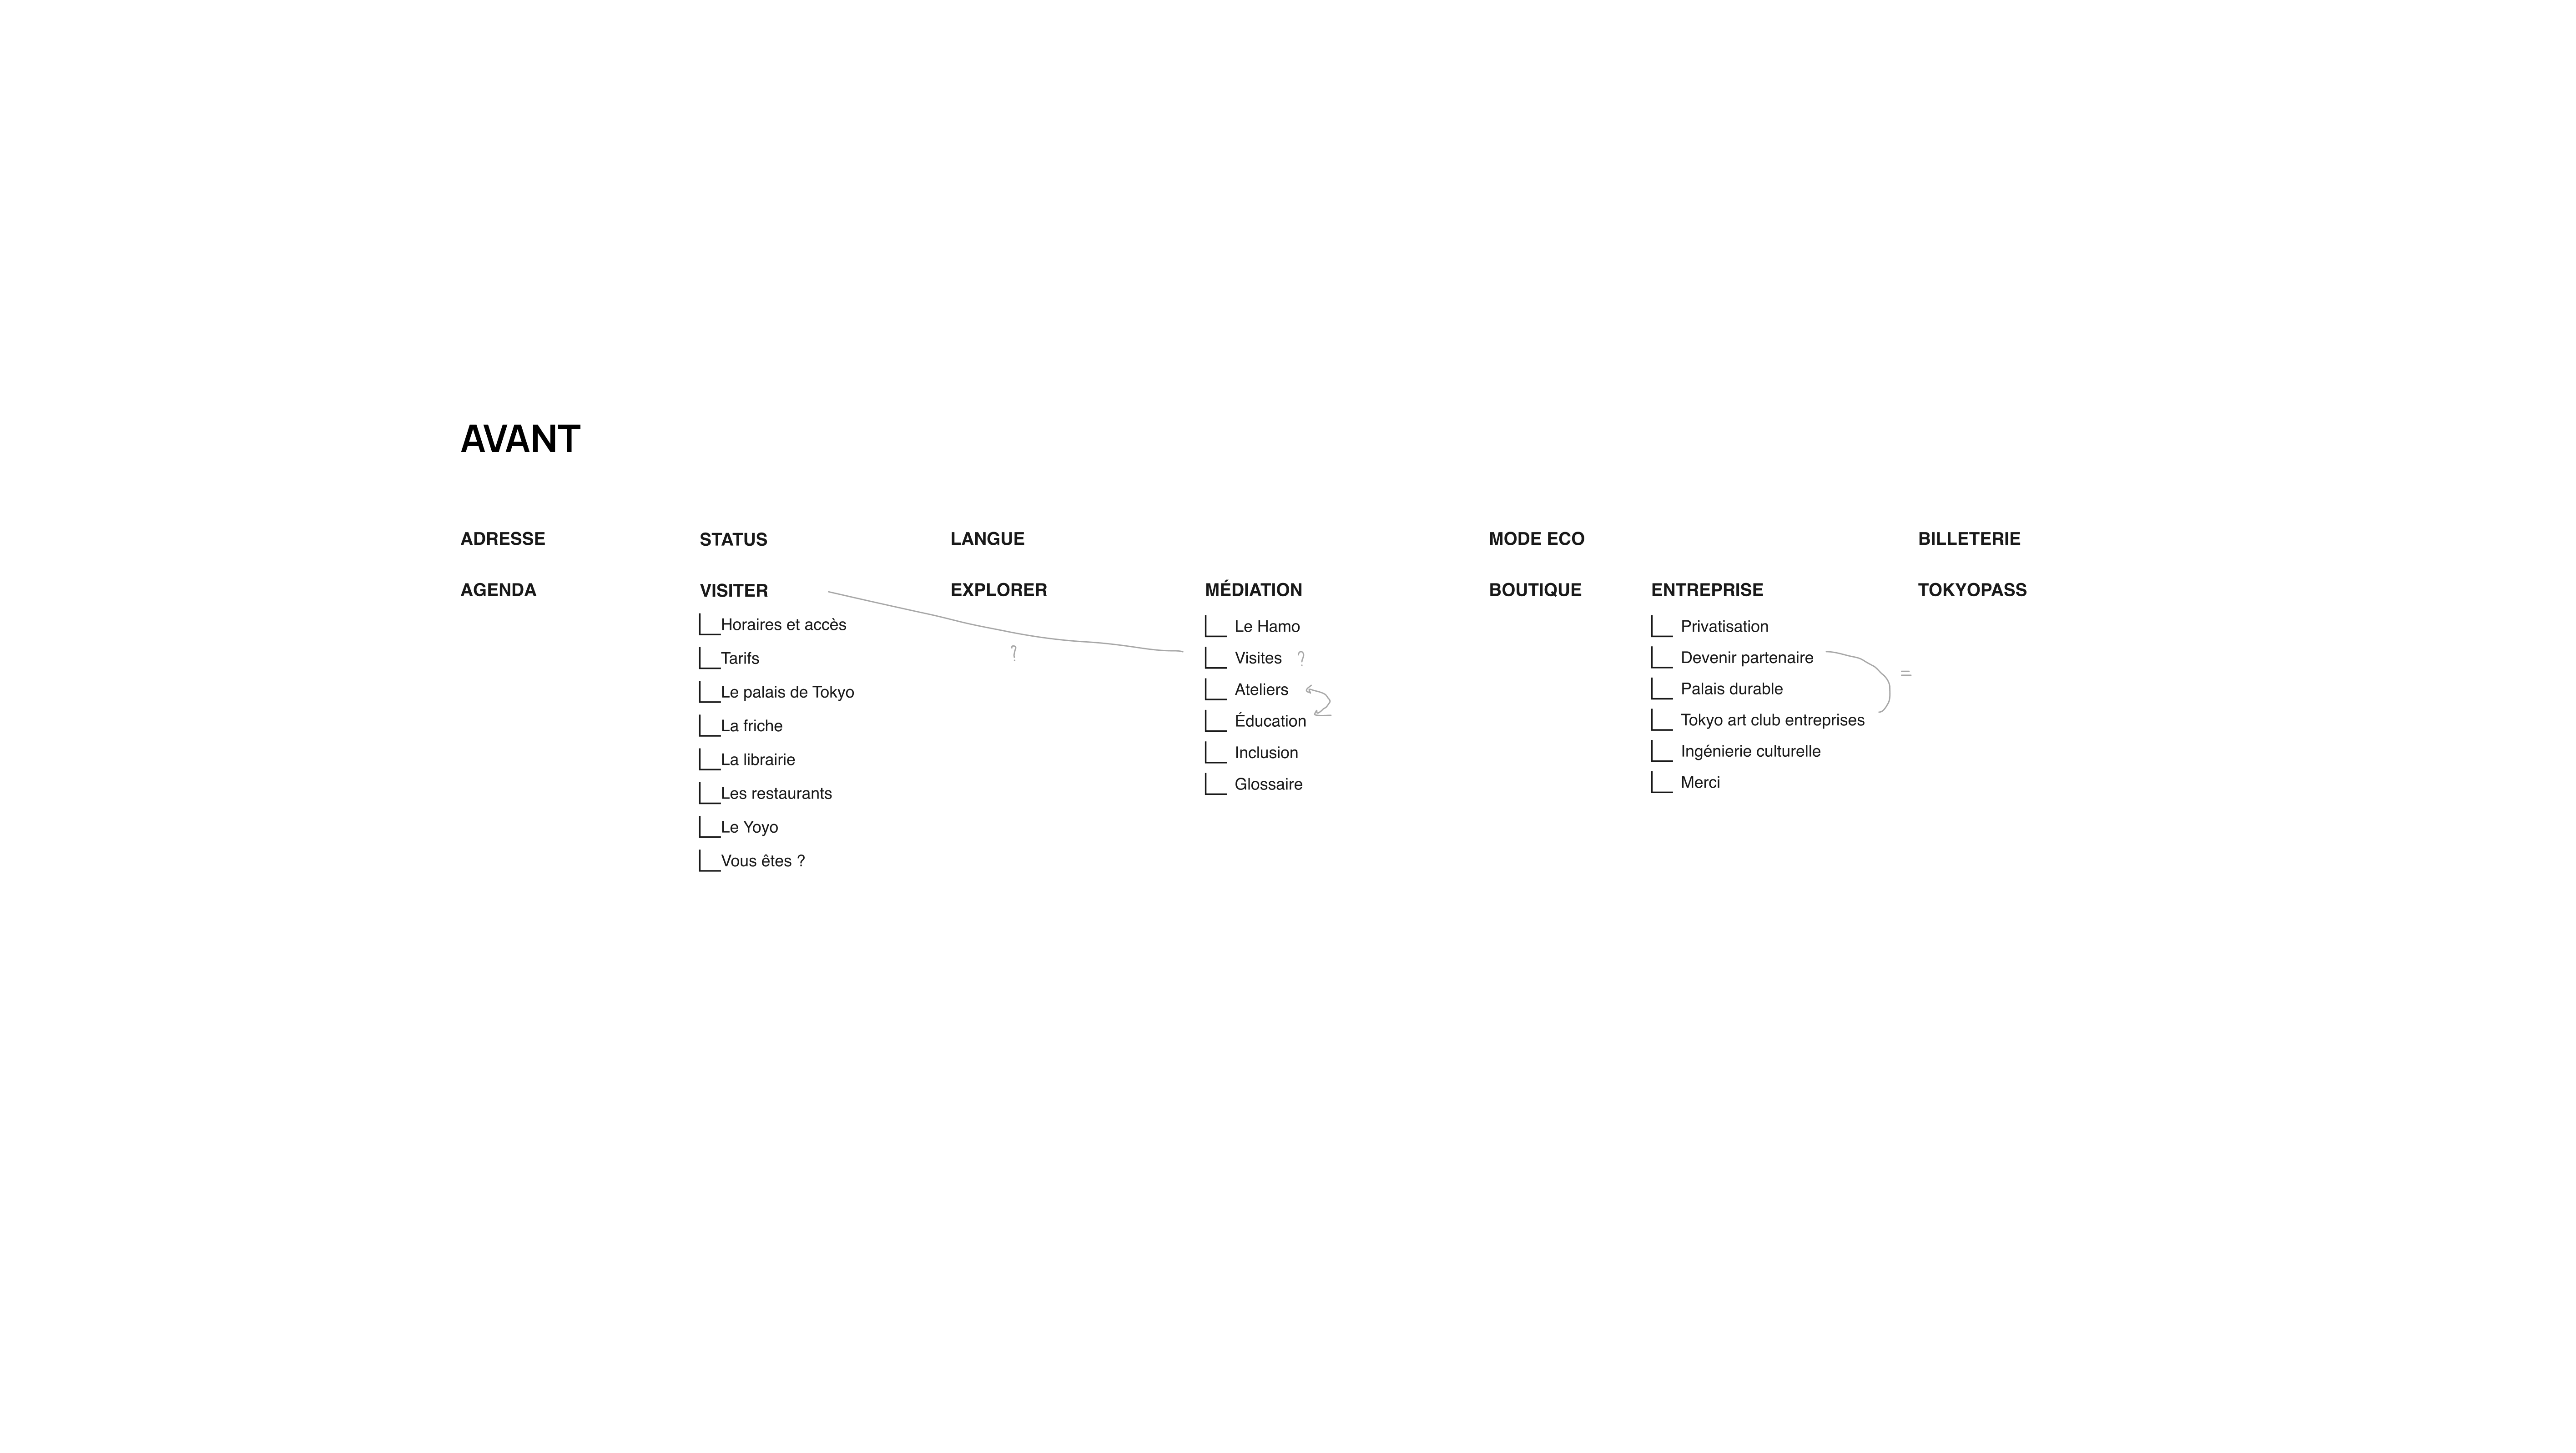 AVANT
ADRESSE STATUS LANGUE MODE ECO BILLETERIE
AGENDA VISITER EXPLORER MÉDIATION BOUTIQUE ENTREPRISE TOKYOPASS
Horaires et accès
Tarifs
Le palais de Tokyo
La friche
La librairie
Les restaurants
Le Yoyo
Vous êtes ?
?
Le Hamo
Visites ?
Ateliers
Éducation
Inclusion
Glossaire
Privatisation
Devenir partenaire
Palais durable
Tokyo art club entreprises
Ingénierie culturelle
Merci
=